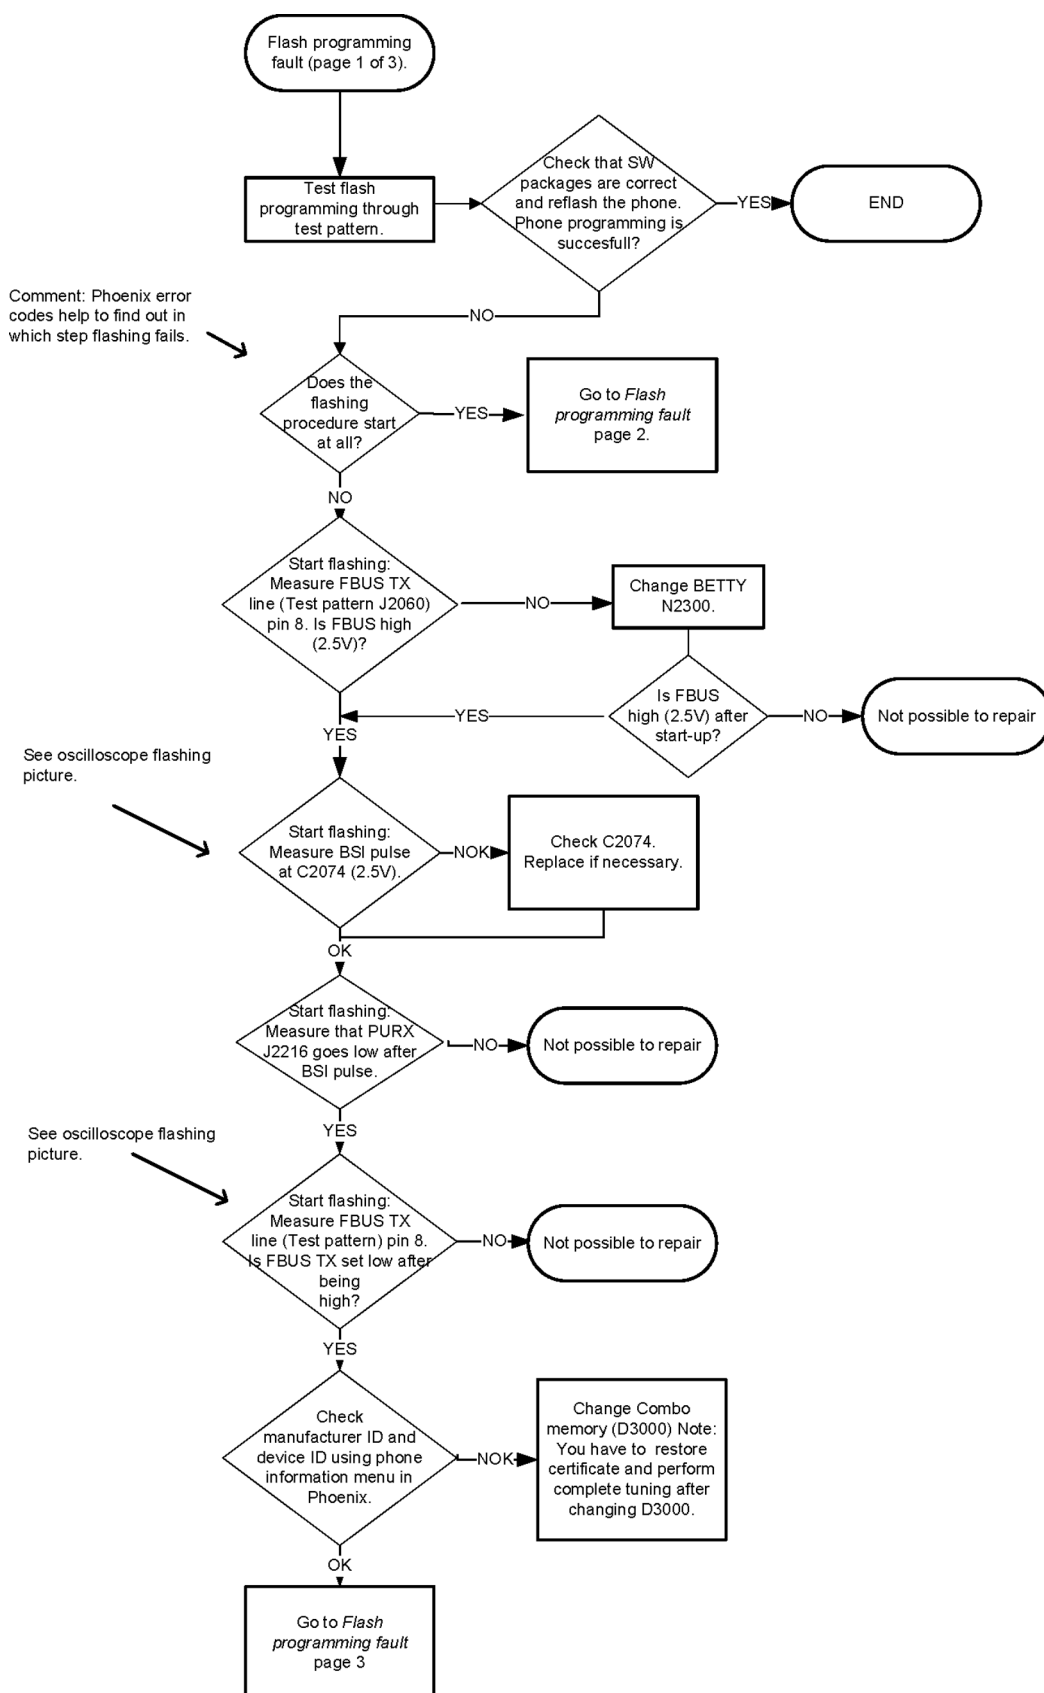 Flash programming
fault (page 1 of 3).
Test flash
programming through
test pattern.
Check that SW
packages are correct
and reflash the phone.
Phone programming is
succesfull?
YES
END
Comment: Phoenix error
codes help to find out in
which step flashing fails.
NO
Does the
flashing
procedure start
at all?
YES
Go to Flash
programming fault
page 2.
NO
Start flashing:
Measure FBUS TX
line (Test pattern J2060)
pin 8. Is FBUS high
(2.5V)?
NO
Change BETTY
N2300.
Is FBUS
high (2.5V) after
start-up?
NO
Not possible to repair
YES
YES
See oscilloscope flashing
picture.
Start flashing:
Measure BSI pulse
at C2074 (2.5V).
NOK
Check C2074.
Replace if necessary.
OK
Start flashing:
Measure that PURX
J2216 goes low after
BSI pulse.
NO
Not possible to repair
YES
See oscilloscope flashing
picture.
Start flashing:
Measure FBUS TX
line (Test pattern) pin 8.
Is FBUS TX set low after
being
high?
NO
Not possible to repair
YES
Check
manufacturer ID and
device ID using phone
information menu in
Phoenix.
NOK
Change Combo
memory (D3000) Note:
You have to  restore
certificate and perform
complete tuning after
changing D3000.
OK
Go to Flash
programming fault
page 3